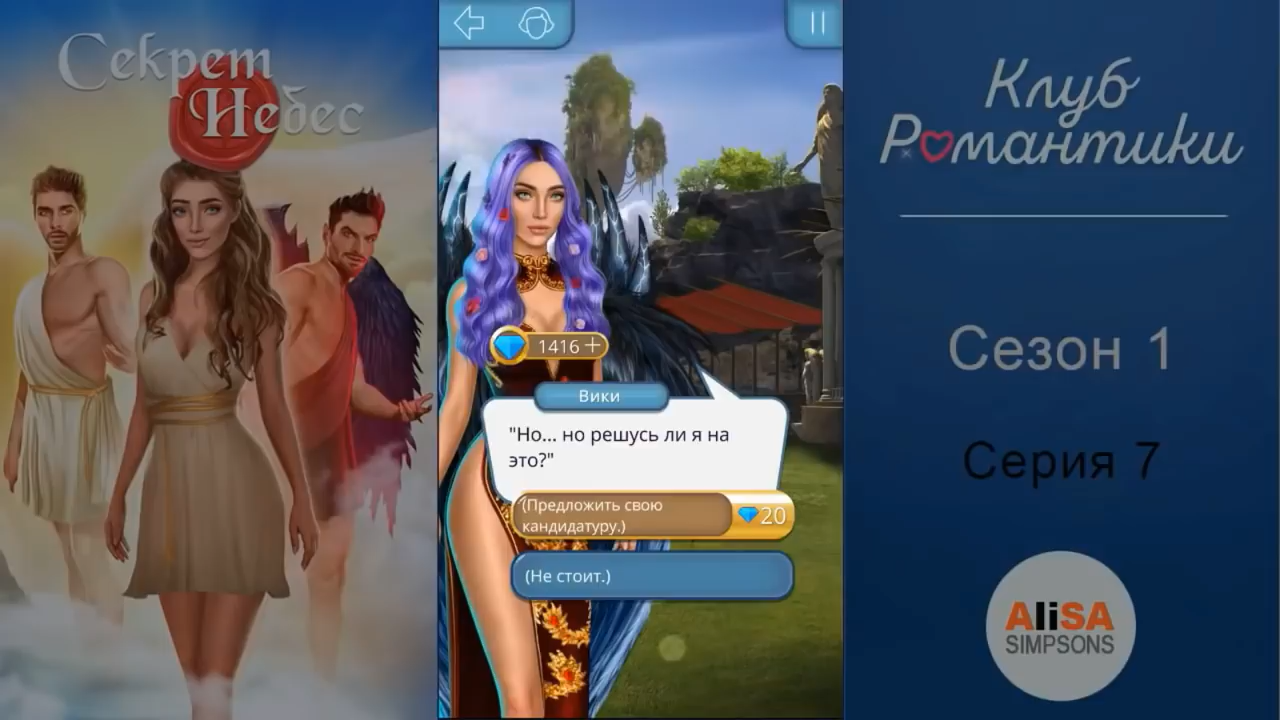 Секрет
Небес
1416 +
Вики
"Но... но решусь ли я на
это?"
(Предложить свою
кандидатуру.)
20
(Не стоит.)
Клуб
Романтики
Сезон 1
Серия 7
AliSA
SIMPSONS